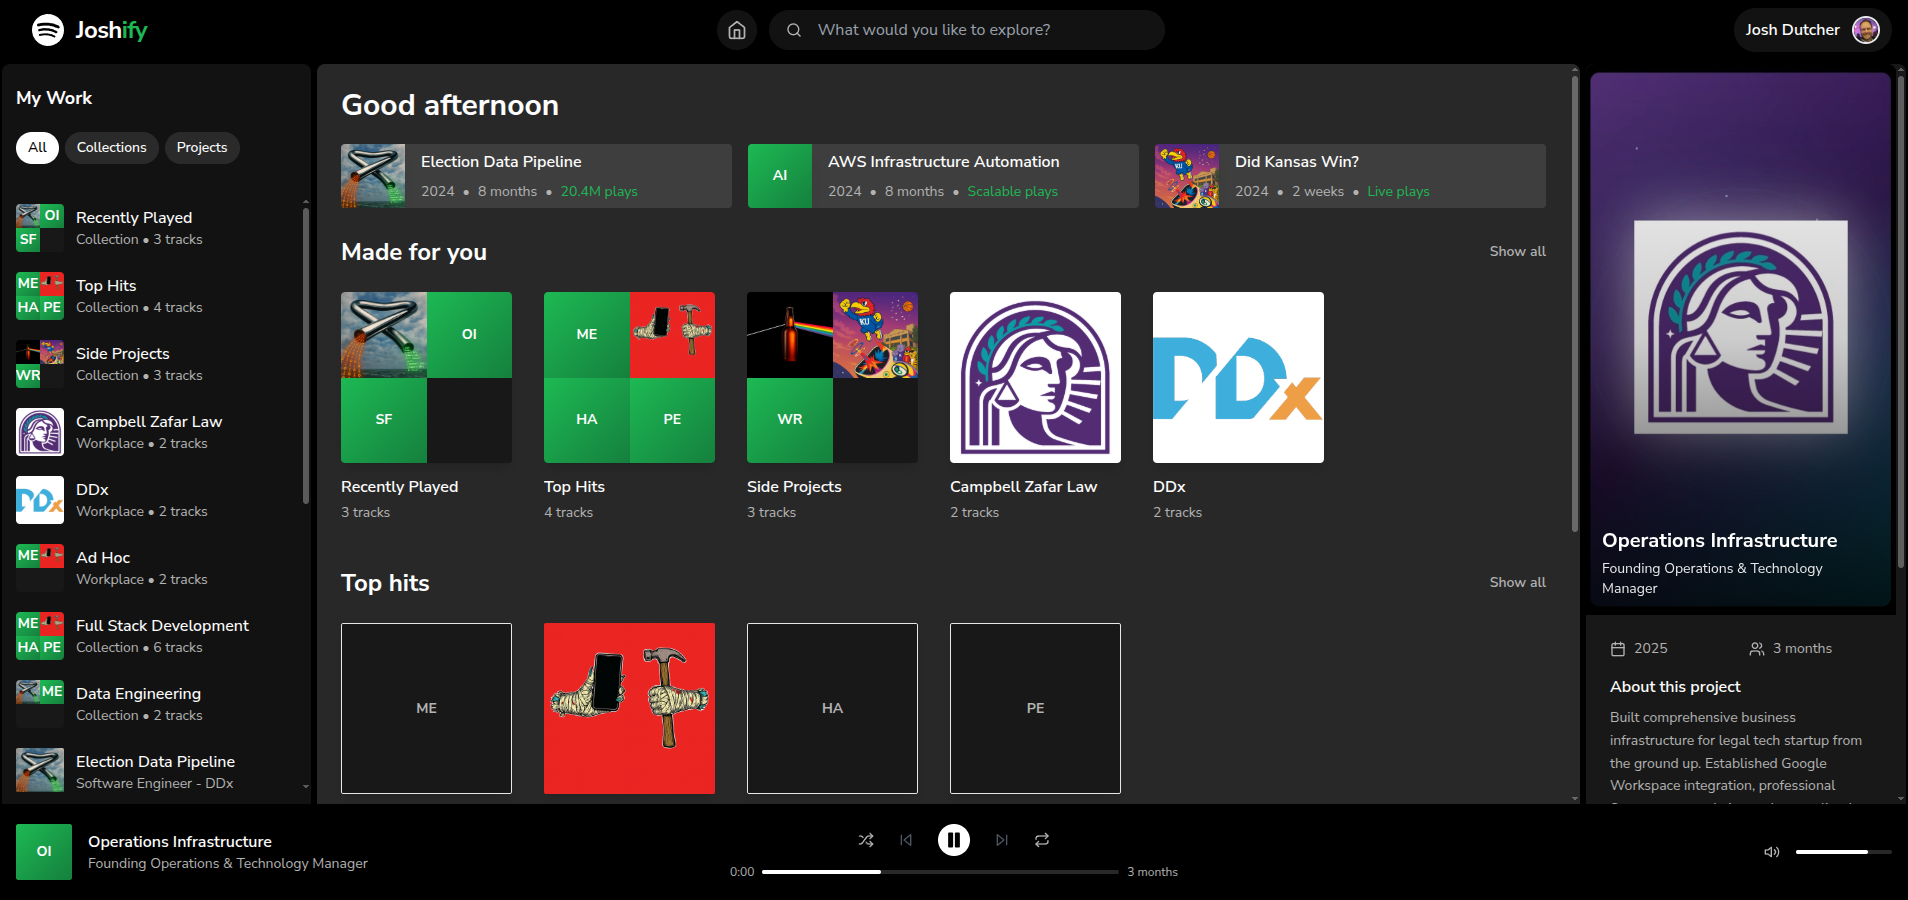 Joshify
What would you like to explore?
Josh Dutcher
My Work
All
Collections
Projects
OI
SF
Recently Played
Collection • 3 tracks
ME
HA PE
Top Hits
Collection • 4 tracks
WR
Side Projects
Collection • 3 tracks
Campbell Zafar Law
Workplace • 2 tracks
DDx
DDx
Workplace • 2 tracks
ME
Ad Hoc
Workplace • 2 tracks
ME
HA PE
Full Stack Development
Collection • 6 tracks
ME
Data Engineering
Collection • 2 tracks
Election Data Pipeline
Software Engineer - DDx
Good afternoon
Election Data Pipeline
2024 • 8 months • 20.4M plays
AI
AWS Infrastructure Automation
2024 • 8 months • Scalable plays
KU
Did Kansas Win?
2024 • 2 weeks • Live plays
Made for you
Show all
OI
SF
Recently Played
3 tracks
ME
HA
PE
Top Hits
4 tracks
KU
WR
Side Projects
3 tracks
Campbell Zafar Law
2 tracks
DDx
DDx
2 tracks
Top hits
Show all
ME
HA
PE
Operations Infrastructure
Founding Operations & Technology
Manager
2025
3 months
About this project
Built comprehensive business
infrastructure for legal tech startup from
the ground up. Established Google
Workspace integration, professional
OI
Operations Infrastructure
Founding Operations & Technology Manager
0:00
3 months